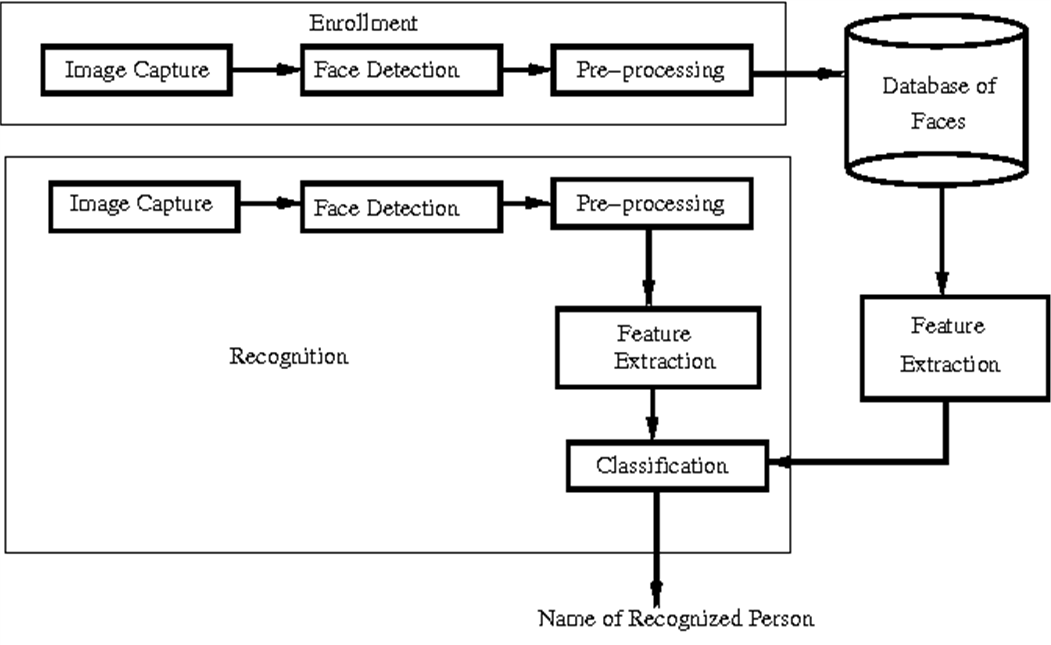 Enrollment
Image Capture
Face Detection
Pre–processing
Database of
Faces
Image Capture
Face Detection
Pre–processing
Feature
Extraction
Feature
Extraction
Recognition
Classification
Name of Recognized Person